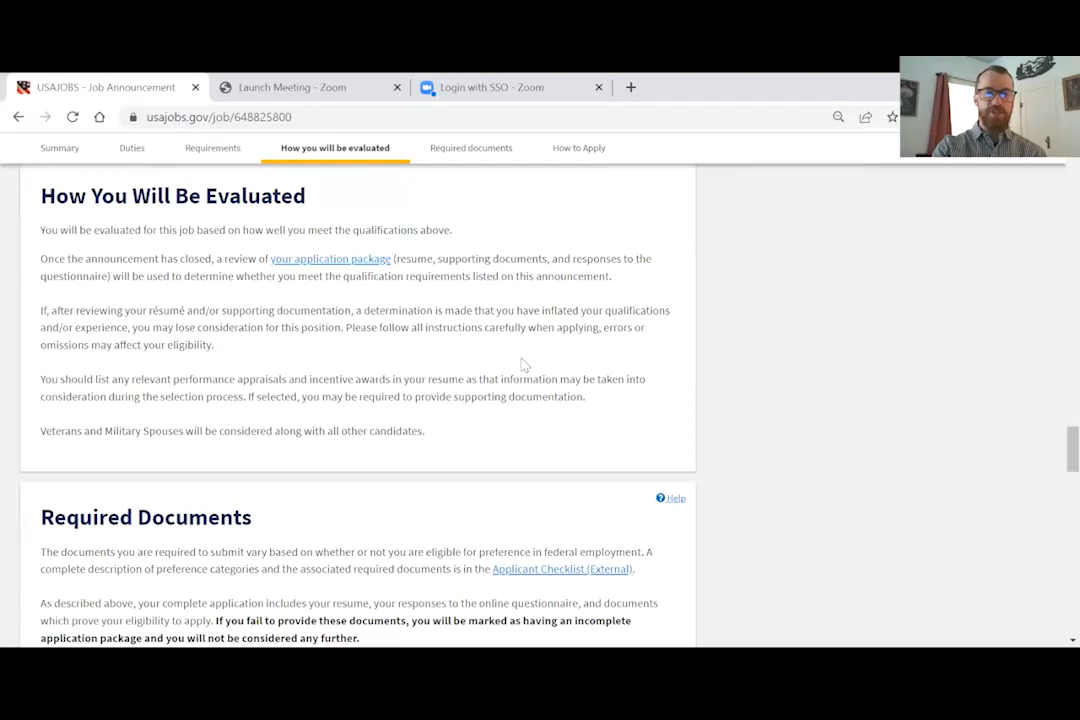 USAJOBS - Job Announcement
Launch Meeting - Zoom
Login with SSO - Zoom
usajobs.gov/job/648825800
Summary
Duties
Requirements
How you will be evaluated
Required documents
How to Apply
How You Will Be Evaluated
You will be evaluated for this job based on how well you meet the qualifications above.
Once the announcement has closed, a review of your application package (resume, supporting documents, and responses to the
questionnaire) will be used to determine whether you meet the qualification requirements listed on this announcement.
If, after reviewing your résumé and/or supporting documentation, a determination is made that you have inflated your qualifications
and/or experience, you may lose consideration for this position. Please follow all instructions carefully when applying, errors or
omissions may affect your eligibility.
You should list any relevant performance appraisals and incentive awards in your resume as that information may be taken into
consideration during the selection process. If selected, you may be required to provide supporting documentation.
Veterans and Military Spouses will be considered along with all other candidates.
Help
Required Documents
The documents you are required to submit vary based on whether or not you are eligible for preference in federal employment. A
complete description of preference categories and the associated required documents is in the Applicant Checklist (External).
As described above, your complete application includes your resume, your responses to the online questionnaire, and documents
which prove your eligibility to apply. If you fail to provide these documents, you will be marked as having an incomplete
application package and you will not be considered any further.